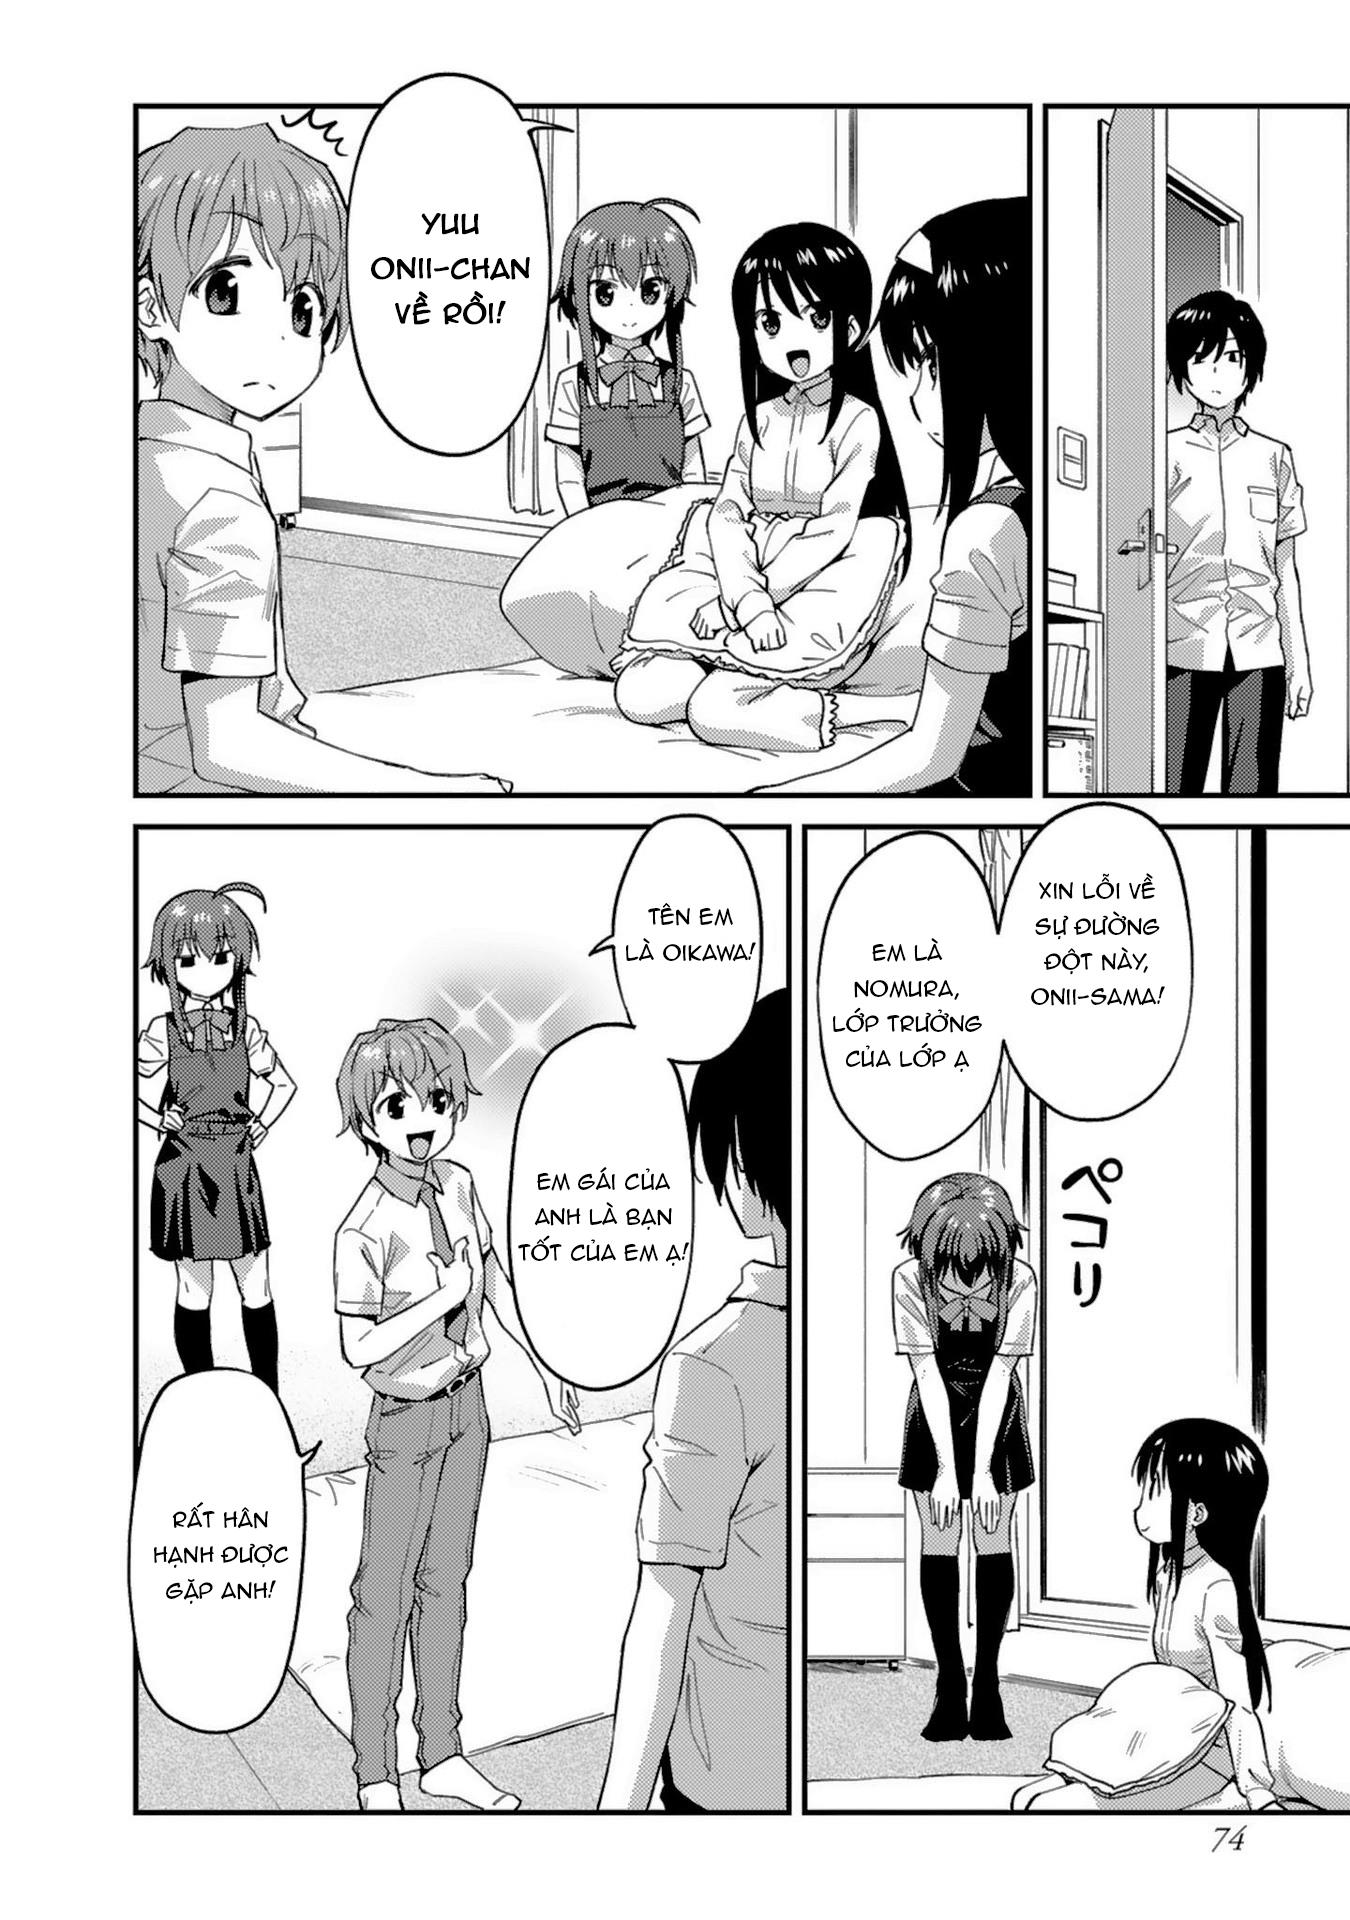 YUU
ONII-CHAN
VỀ RỒI!
XIN LỖI VỀ
SỰ ĐƯỜNG
ĐỘT NÀY,
ONII-SAMA!
EM LÀ
NOMURA,
LỚP TRƯỞNG
CỦA LỚP Ạ
ペコリ
TÊN EM
LÀ OIKAWA!
EM GÁI CỦA
ANH LÀ BẠN
TỐT CỦA EM Ạ!
RẤT HÂN
HẠNH ĐƯỢC
GẶP ANH!
74